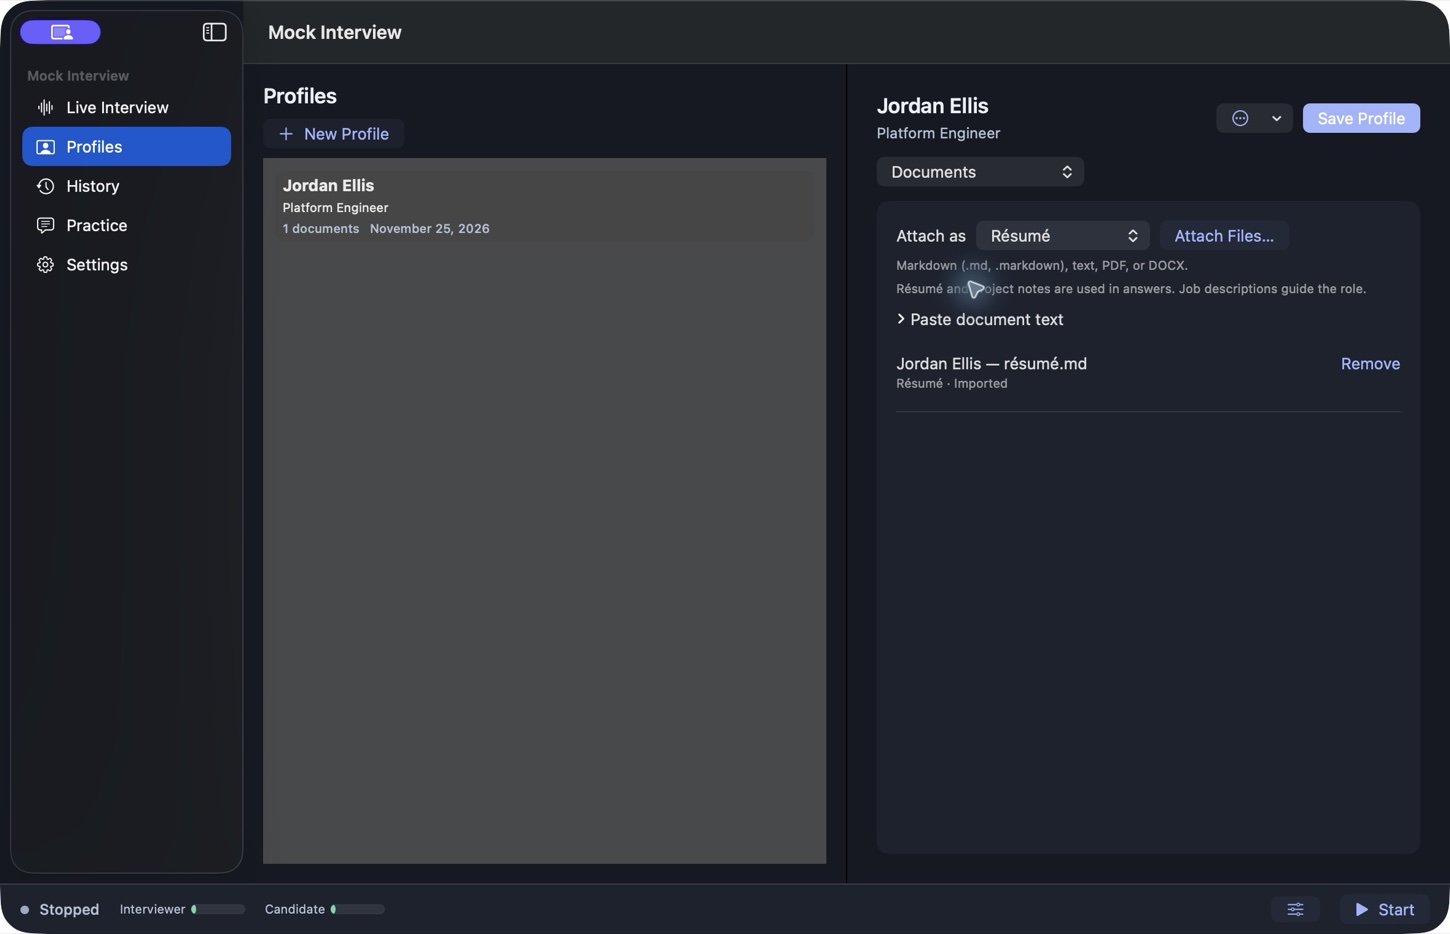 Mock Interview
Mock Interview
Live Interview
Profiles
History
Practice
Settings
Profiles
New Profile
Jordan Ellis
Platform Engineer
1 documents November 25, 2026
Jordan Ellis
Platform Engineer
Save Profile
Documents
Attach as Résumé Attach Files...
Markdown (.md, .markdown), text, PDF, or DOCX.
Résumé and notes are used in answers. Job descriptions guide the role.
Paste document text
Jordan Ellis — résumé.md
Remove
Résumé · Imported
Stopped
Interviewer
Candidate
Start